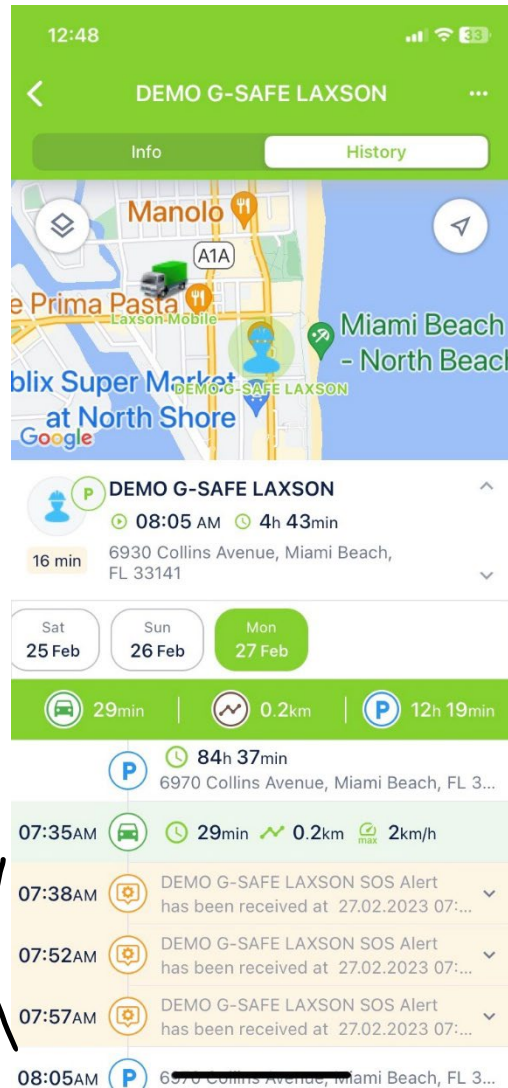 12:48
33
DEMO G-SAFE LAXSON
Info
History
Manolo
A1A
e Prima Pasta
Laxson Mobile
Miami Beach
- North Beach
blix Super Market
DEMO G-SAFE LAXSON
at North Shore
Google
P
DEMO G-SAFE LAXSON
08:05 AM 4h 43min
16 min
6930 Collins Avenue, Miami Beach,
FL 33141
Sat
25 Feb
Sun
26 Feb
Mon
27 Feb
29min
0.2km
P 12h 19min
P
84h 37min
6970 Collins Avenue, Miami Beach, FL 3...
07:35AM
29min 0.2km max 2km/h
07:38AM
DEMO G-SAFE LAXSON SOS Alert
has been received at 27.02.2023 07:...
07:52AM
DEMO G-SAFE LAXSON SOS Alert
has been received at 27.02.2023 07:...
07:57AM
DEMO G-SAFE LAXSON SOS Alert
has been received at 27.02.2023 07:...
08:05AM
P
6970 Collins Avenue, Miami Beach, FL 3...